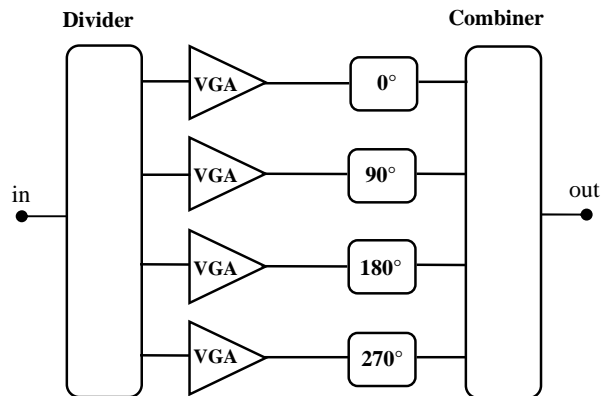 Divider
Combiner
VGA
0°
VGA
90°
in
out
VGA
180°
VGA
270°